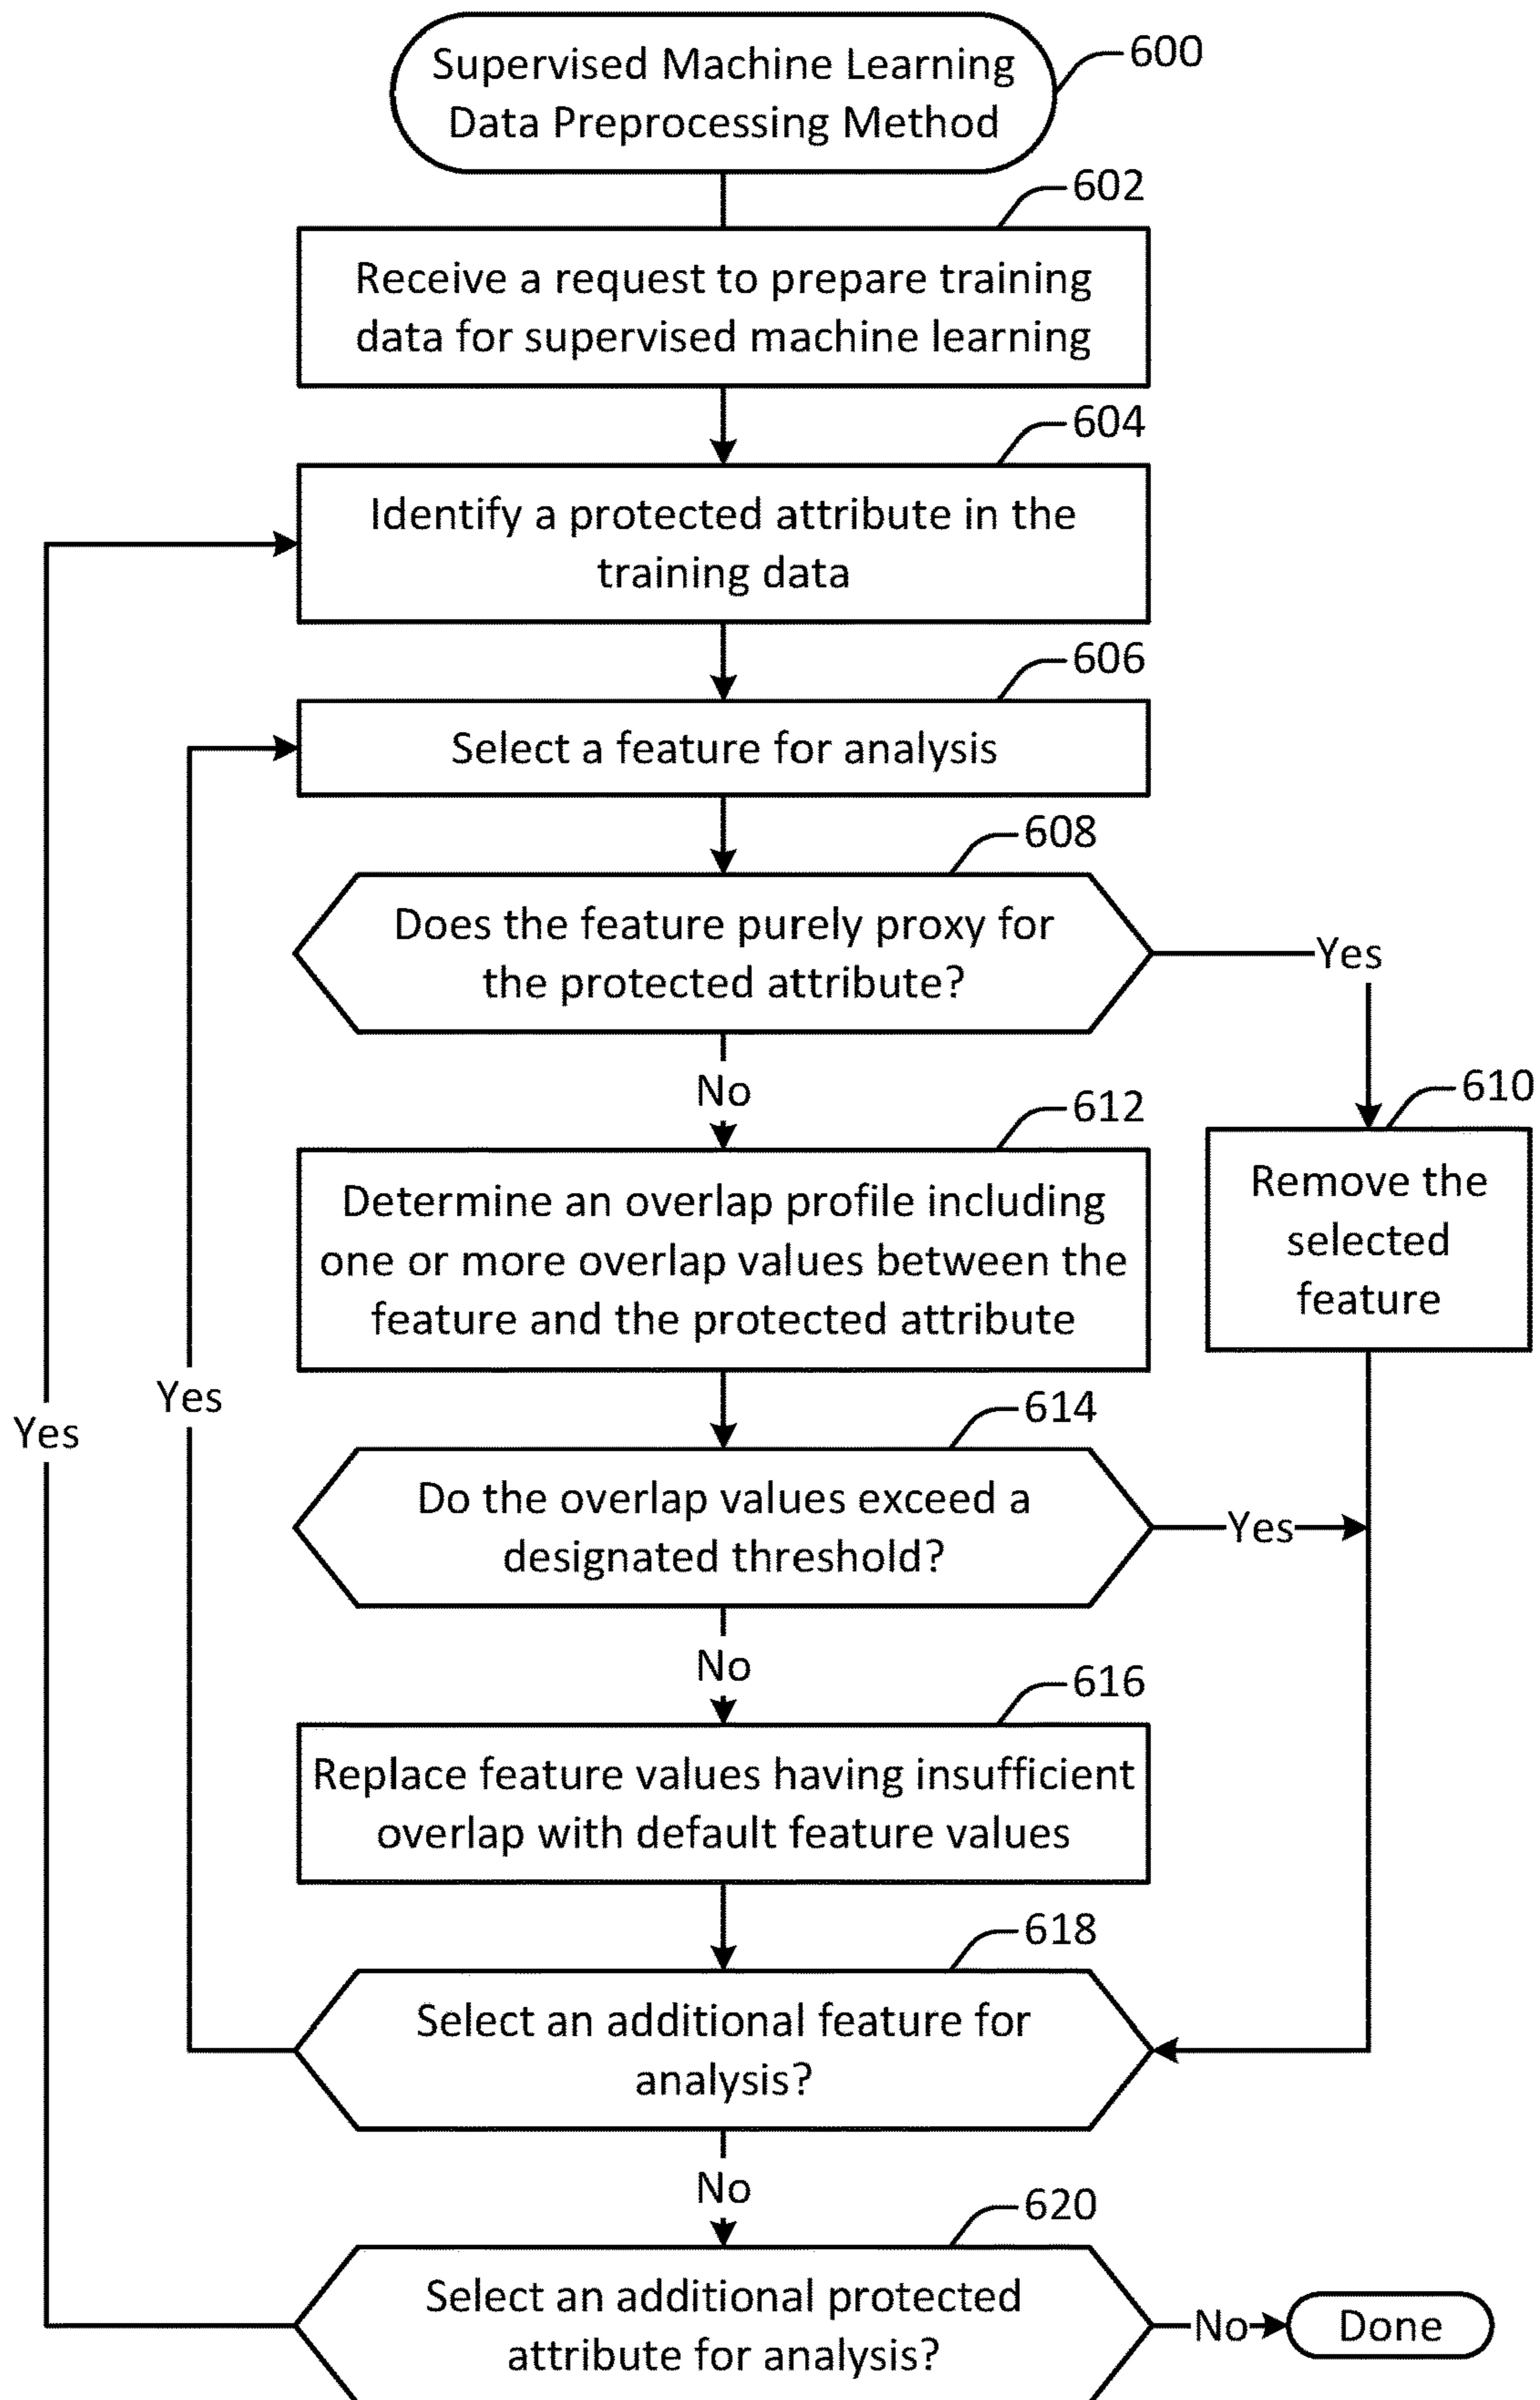 Supervised Machine Learning
Data Preprocessing Method
600
602
Receive a request to prepare training
data for supervised machine learning
604
Identify a protected attribute in the
training data
606
Select a feature for analysis
608
Does the feature purely proxy for
the protected attribute?
Yes
No
610
Remove the
selected
feature
612
Determine an overlap profile including
one or more overlap values between the
feature and the protected attribute
Yes
Yes
614
Do the overlap values exceed a
designated threshold?
Yes
No
616
Replace feature values having insufficient
overlap with default feature values
618
Select an additional feature for
analysis?
No
620
Select an additional protected
attribute for analysis?
No
Done